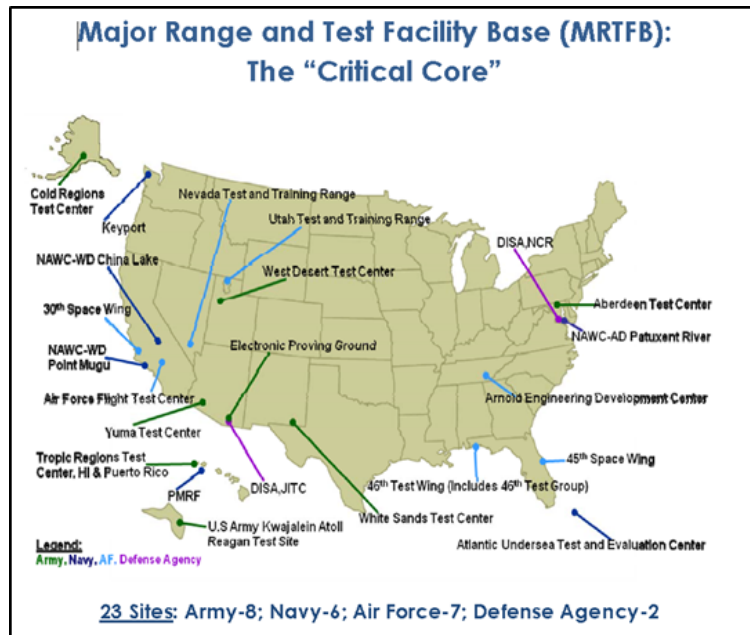 Major Range and Test Facility Base (MRTFB):
The “Critical Core”
Cold Regions
Test Center
Keyport
Nevada Test and Training Range
Utah Test and Training Range
NAWC-WD China Lake
West Desert Test Center
DISA,NCR
Aberdeen Test Center
30th Space Wing
NAWC-AD Patuxent River
Electronic Proving Ground
NAWC-WD
Point Mugu
Air Force Flight Test Center
Arnold Engineering Development Center
Yuma Test Center
Tropic Regions Test
Center, HI & Puerto Rico
45th Space Wing
PMRF
DISA,JITC
46th Test Wing (Includes 46th Test Group)
White Sands Test Center
U.S Army Kwajalein Atoll
Reagan Test Site
Atlantic Undersea Test and Evaluation Center
Legend:
Army, Navy, AF, Defense Agency
23 Sites: Army-8; Navy-6; Air Force-7; Defense Agency-2